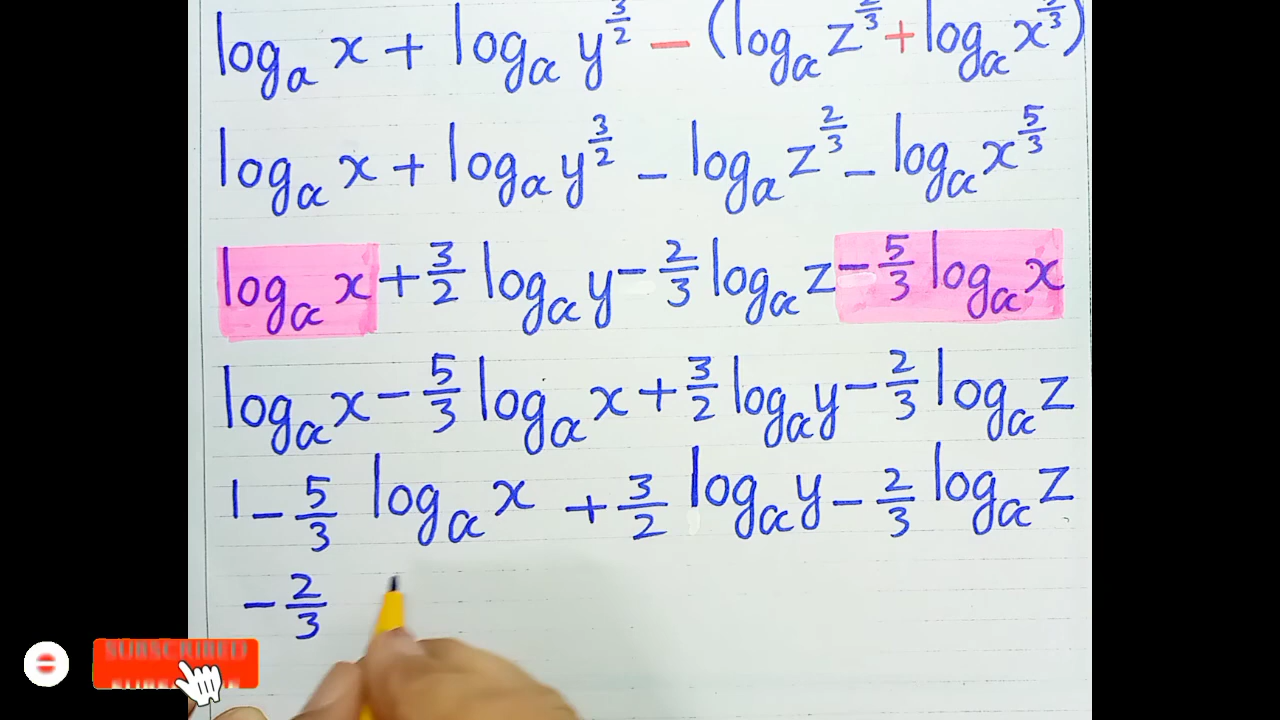 logₐ x + logₐ y^(3/2) − (logₐ z^(2/3) + logₐ x^(5/3))
logₐ x + logₐ y^(3/2) − logₐ z^(2/3) − logₐ x^(5/3)
logₐ x + 3/2 logₐ y − 2/3 logₐ z − 5/3 logₐ x
logₐ x − 5/3 logₐ x + 3/2 logₐ y − 2/3 logₐ z
1 − 5/3 logₐ x + 3/2 logₐ y − 2/3 logₐ z
− 2/3
SUBSCRIBED